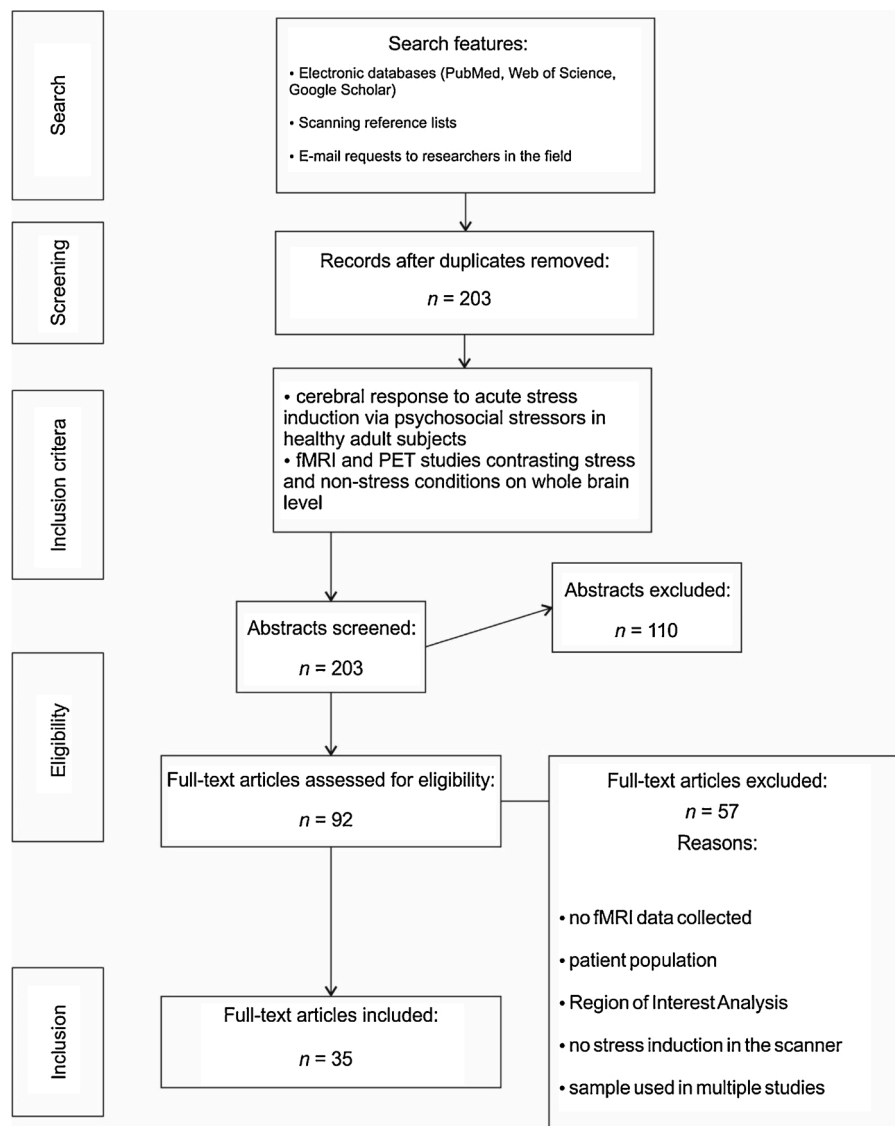 Search
Search features:
• Electronic databases (PubMed, Web of Science,
Google Scholar)
• Scanning reference lists
• E-mail requests to researchers in the field
Screening
Records after duplicates removed:
n = 203
Inclusion critera
• cerebral response to acute stress
induction via psychosocial stressors in
healthy adult subjects
• fMRI and PET studies contrasting stress
and non-stress conditions on whole brain
level
Abstracts screened:
n = 203
Abstracts excluded:
n = 110
Eligibility
Full-text articles assessed for eligibility:
n = 92
Full-text articles excluded:
n = 57
Reasons:
• no fMRI data collected
• patient population
• Region of Interest Analysis
• no stress induction in the scanner
• sample used in multiple studies
Inclusion
Full-text articles included:
n = 35